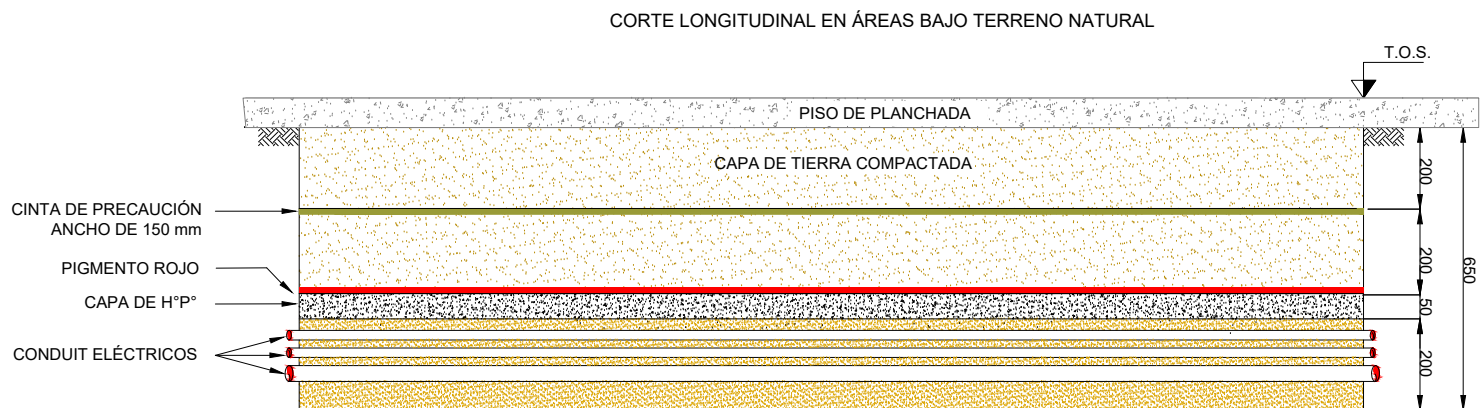 CORTE LONGITUDINAL EN ÁREAS BAJO TERRENO NATURAL
T.O.S.
PISO DE PLANCHADA
CAPA DE TIERRA COMPACTADA
200
CINTA DE PRECAUCIÓN
ANCHO DE 150 mm
200
650
PIGMENTO ROJO
CAPA DE H°P°
50
CONDUIT ELÉCTRICOS
200